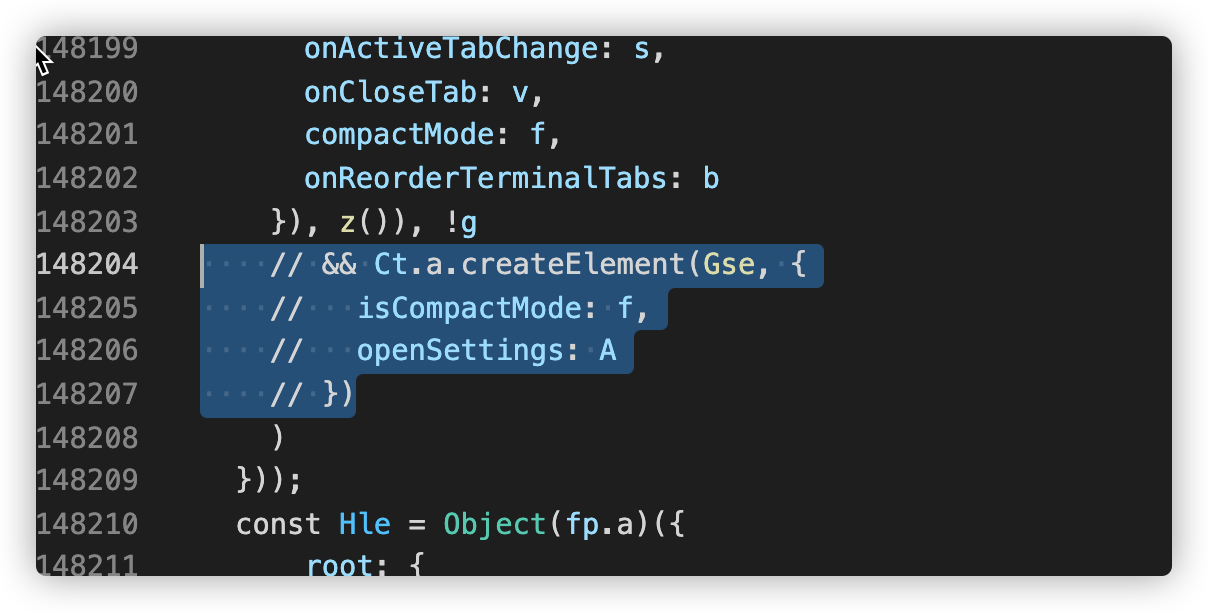 148199 onActiveTabChange: s,
148200 onCloseTab: v,
148201 compactMode: f,
148202 onReorderTerminalTabs: b
148203 }), z()), !g
148204 // && Ct.a.createElement(Gse, {
148205 // isCompactMode: f,
148206 // openSettings: A
148207 // })
148208 )
148209 }));
148210 const Hle = Object(fp.a)({
148211 root: {